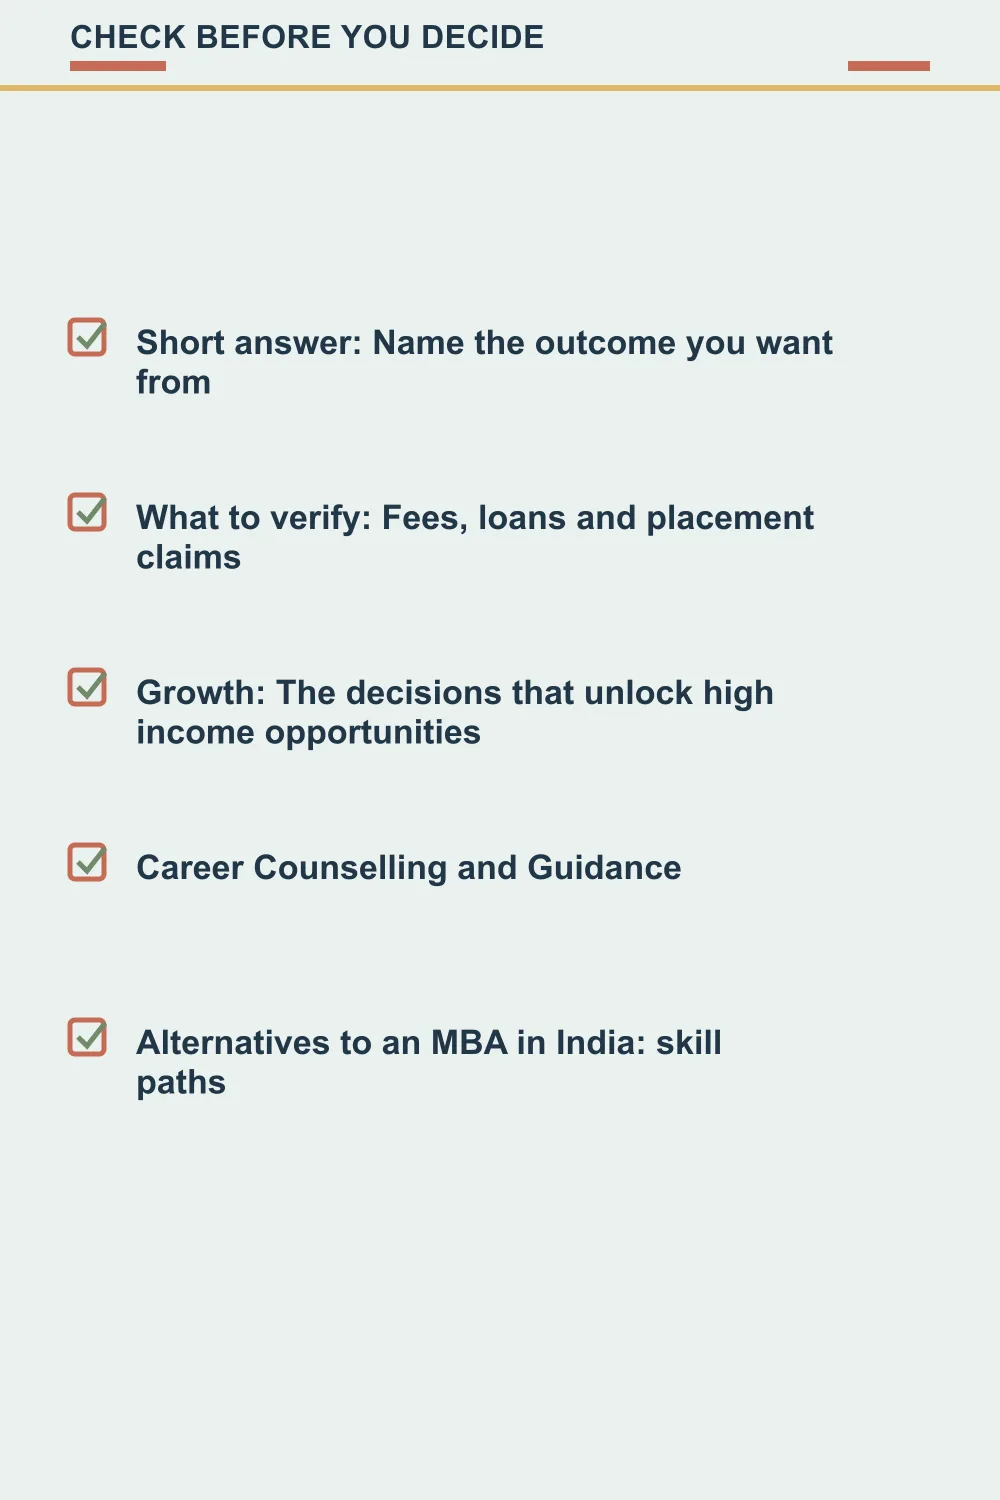 CHECK BEFORE YOU DECIDE
Short answer: Name the outcome you want
from
What to verify: Fees, loans and placement
claims
Growth: The decisions that unlock high
income opportunities
Career Counselling and Guidance
Alternatives to an MBA in India: skill
paths